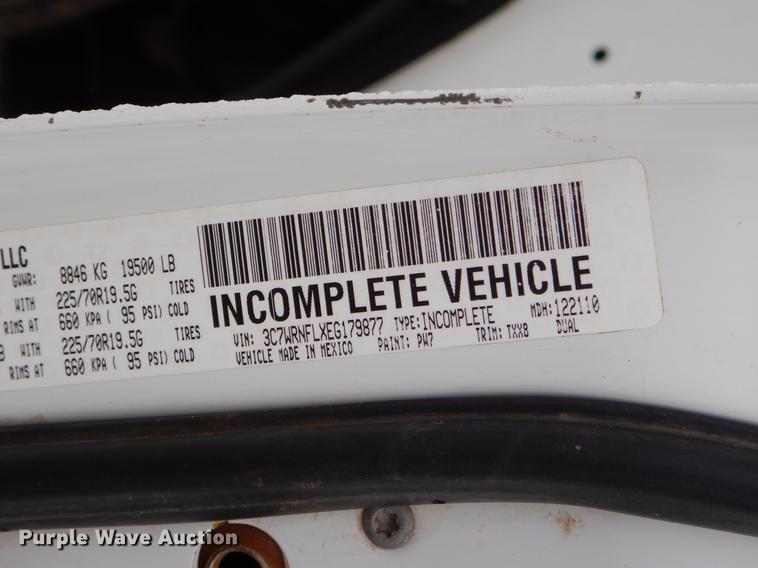 LLC
GVWR: 8846 KG 19500 LB
WITH 225/70R19.5G TIRES
RIMS AT 660 KPA ( 95 PSI) COLD
B WITH 225/70R19.5G TIRES
RIMS AT 660 KPA ( 95 PSI) COLD
INCOMPLETE VEHICLE
VIN: 3C7WRNFLXEG179877 TYPE: INCOMPLETE MDH: 122110
VEHICLE MADE IN MEXICO PAINT: PW7 TRIM: TXX8 DUAL
Purple Wave Auction